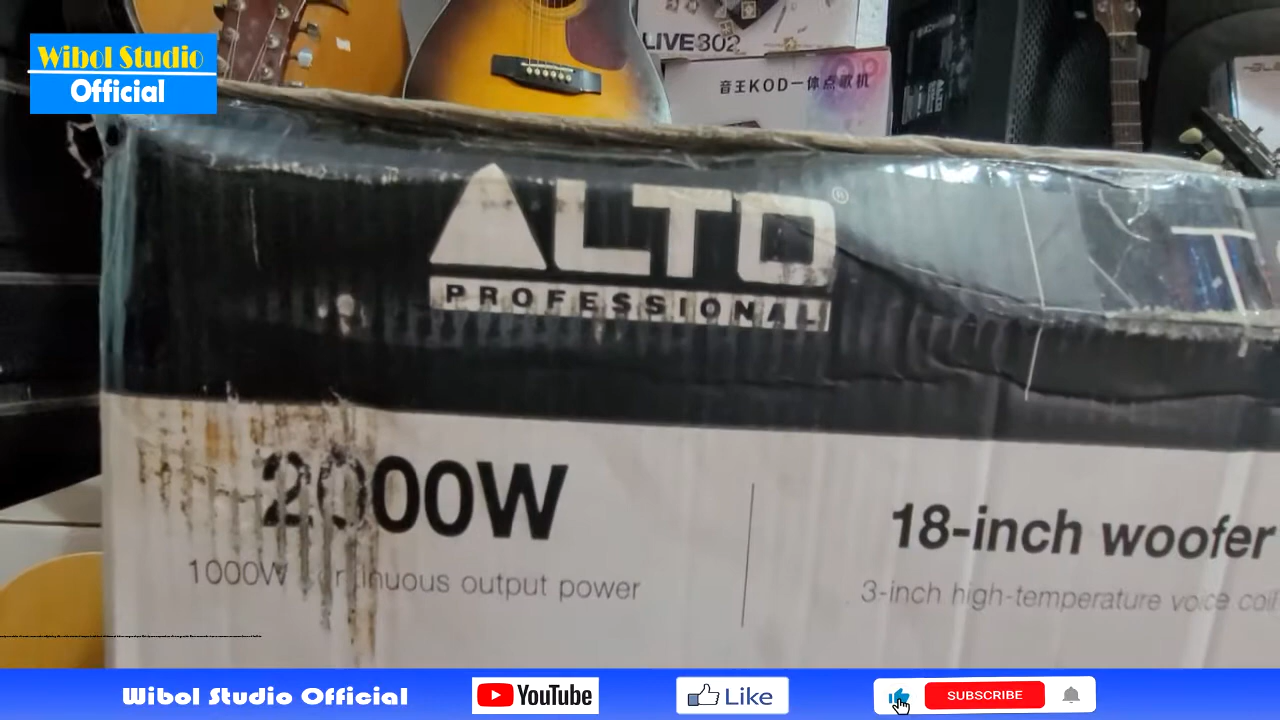 Wibol Studio
Official
LIVE302
音王KOD一体点歌机
ALTO®
PROFESSIONAL
2000W
1000W continuous output power
18-inch woofer
3-inch high-temperature voice coil
Wibol Studio Official
YouTube
Like
SUBSCRIBE